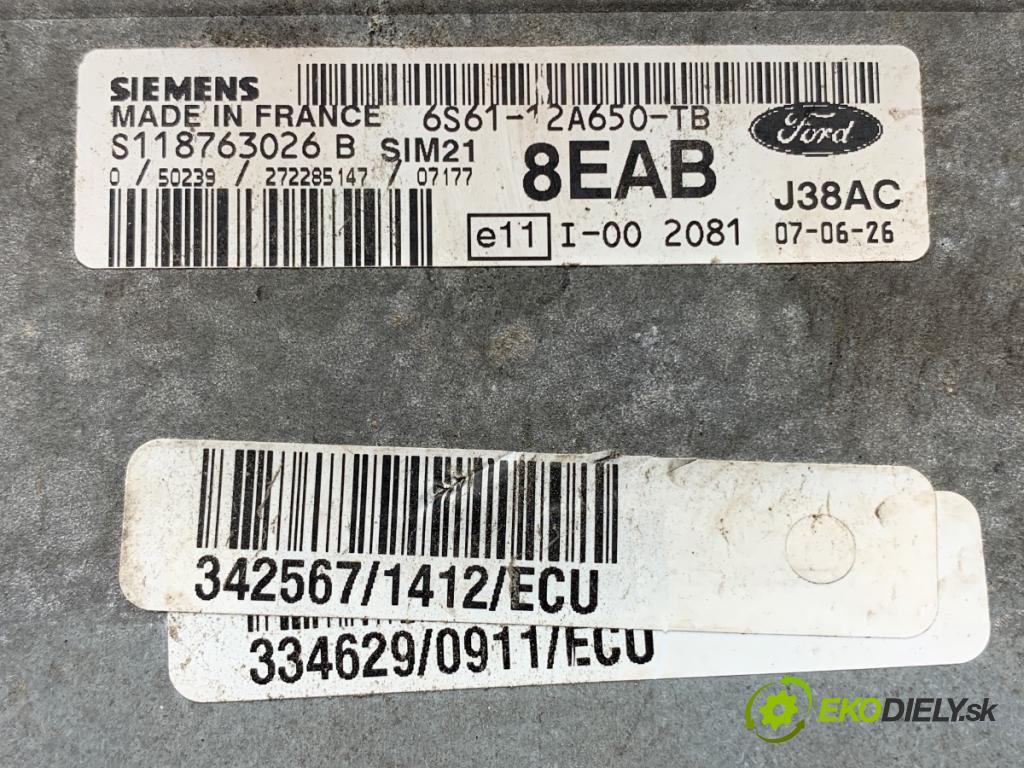 SIEMENS
MADE IN FRANCE 6S61-12A650-TB
Ford
S118763026 B SIM21
0 / 50239 / 272285147 / 07177
8EAB
J38AC
e11 I-00 2081 07-06-26
342567/1412/ECU
334629/0911/ECU
EKODIELY.sk